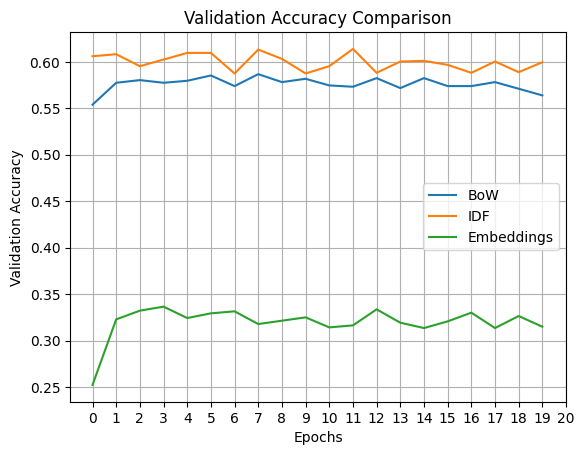 Validation Accuracy Comparison
Validation Accuracy
0.60
0.55
0.50
0.45
0.40
0.35
0.30
0.25
BoW
IDF
Embeddings
0 1 2 3 4 5 6 7 8 9 10 11 12 13 14 15 16 17 18 19 20
Epochs